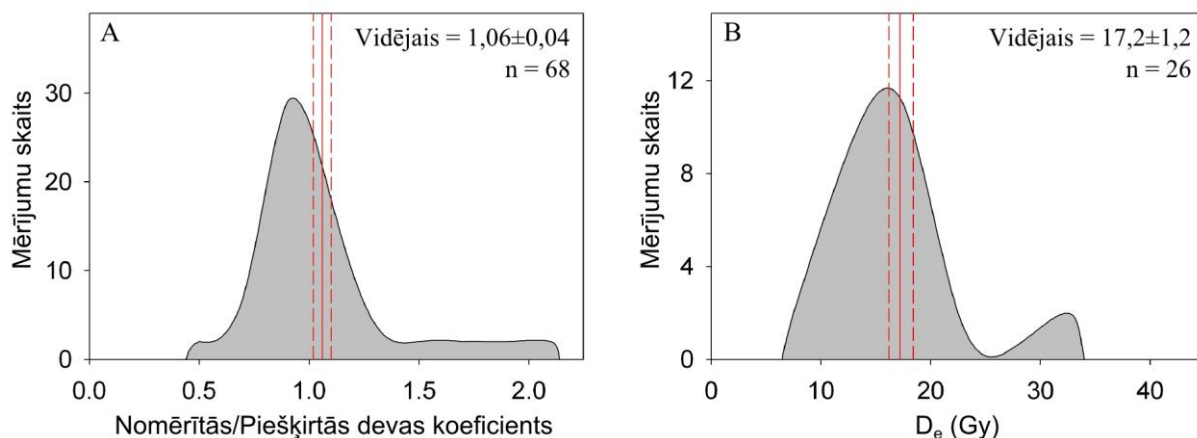 A
Vidējais = 1,06±0,04
n = 68
Mērījumu skaits
30
20
10
0
0.0 0.5 1.0 1.5 2.0
Nomērītās/Piešķirtās devas koeficients
B
Vidējais = 17,2±1,2
n = 26
Mērījumu skaits
12
8
4
0
0 10 20 30 40
De (Gy)